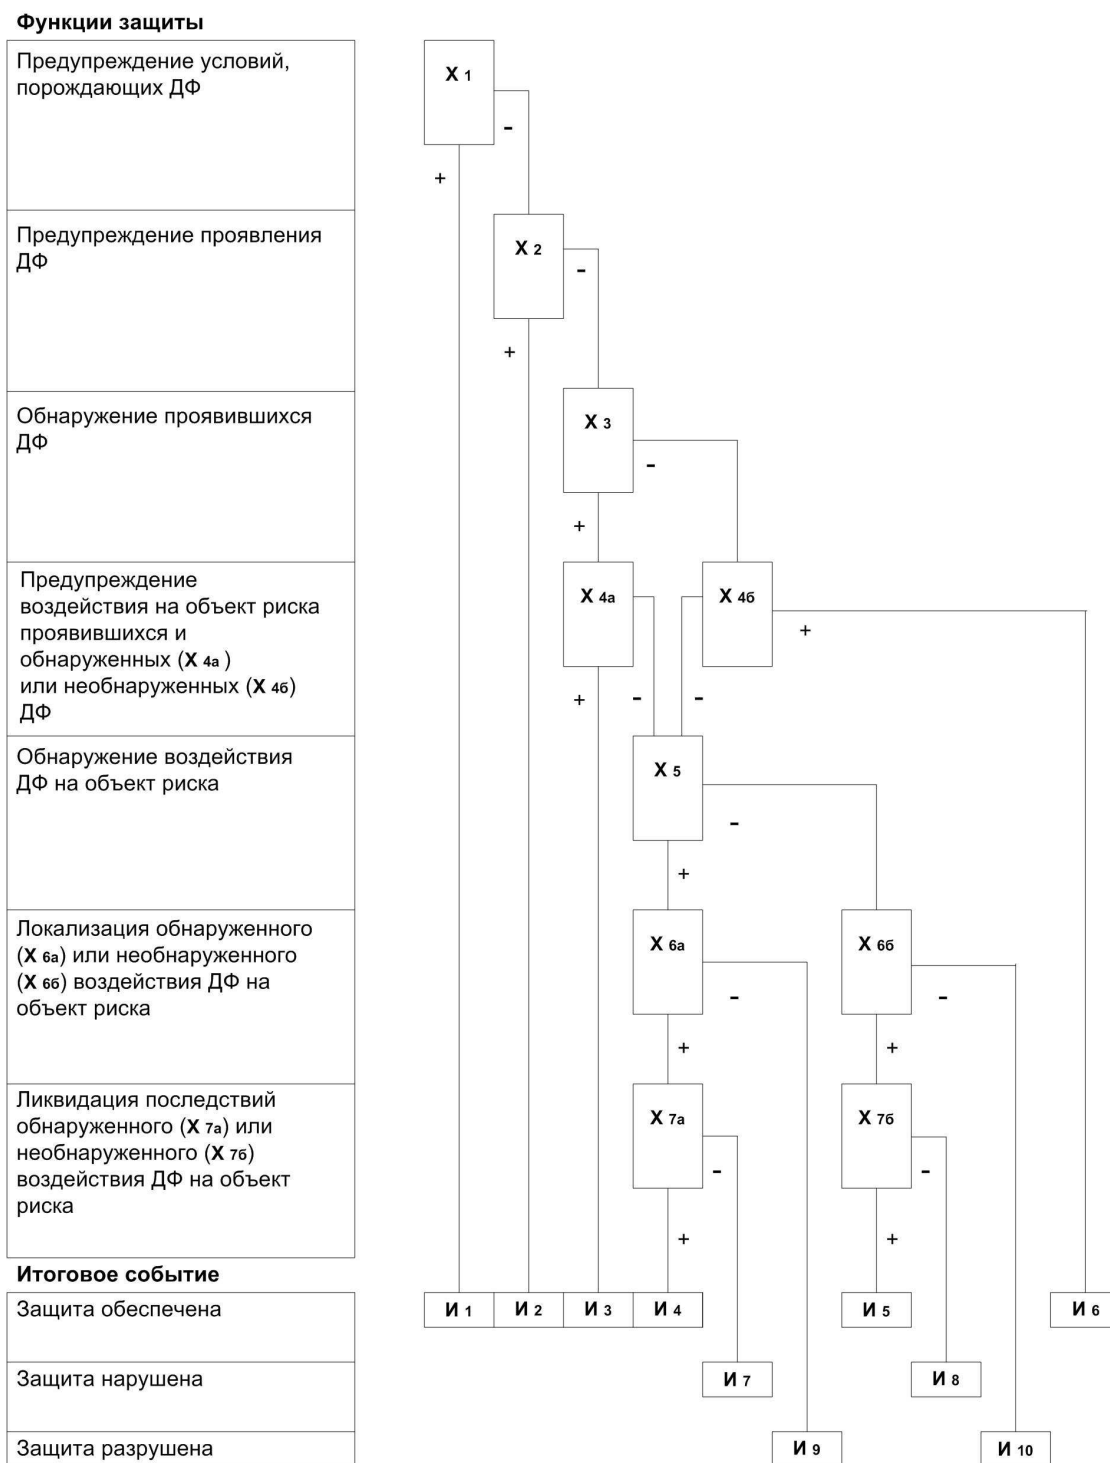 Функции защиты
Предупреждение условий,
порождающих ДФ
X 1
-
+
Предупреждение проявления
ДФ
X 2
-
+
Обнаружение проявившихся
ДФ
X 3
-
+
Предупреждение
воздействия на объект риска
проявившихся и
обнаруженных (X 4а )
или необнаруженных (X 4б)
ДФ
X 4а
X 4б
+
+
-
-
Обнаружение воздействия
ДФ на объект риска
X 5
-
+
Локализация обнаруженного
(X 6а) или необнаруженного
(X 6б) воздействия ДФ на
объект риска
X 6а
X 6б
-
-
+
+
Ликвидация последствий
обнаруженного (X 7а) или
необнаруженного (X 7б)
воздействия ДФ на объект
риска
X 7а
X 7б
-
-
+
+
Итоговое событие
Защита обеспечена
И 1
И 2
И 3
И 4
И 5
И 6
Защита нарушена
И 7
И 8
Защита разрушена
И 9
И 10